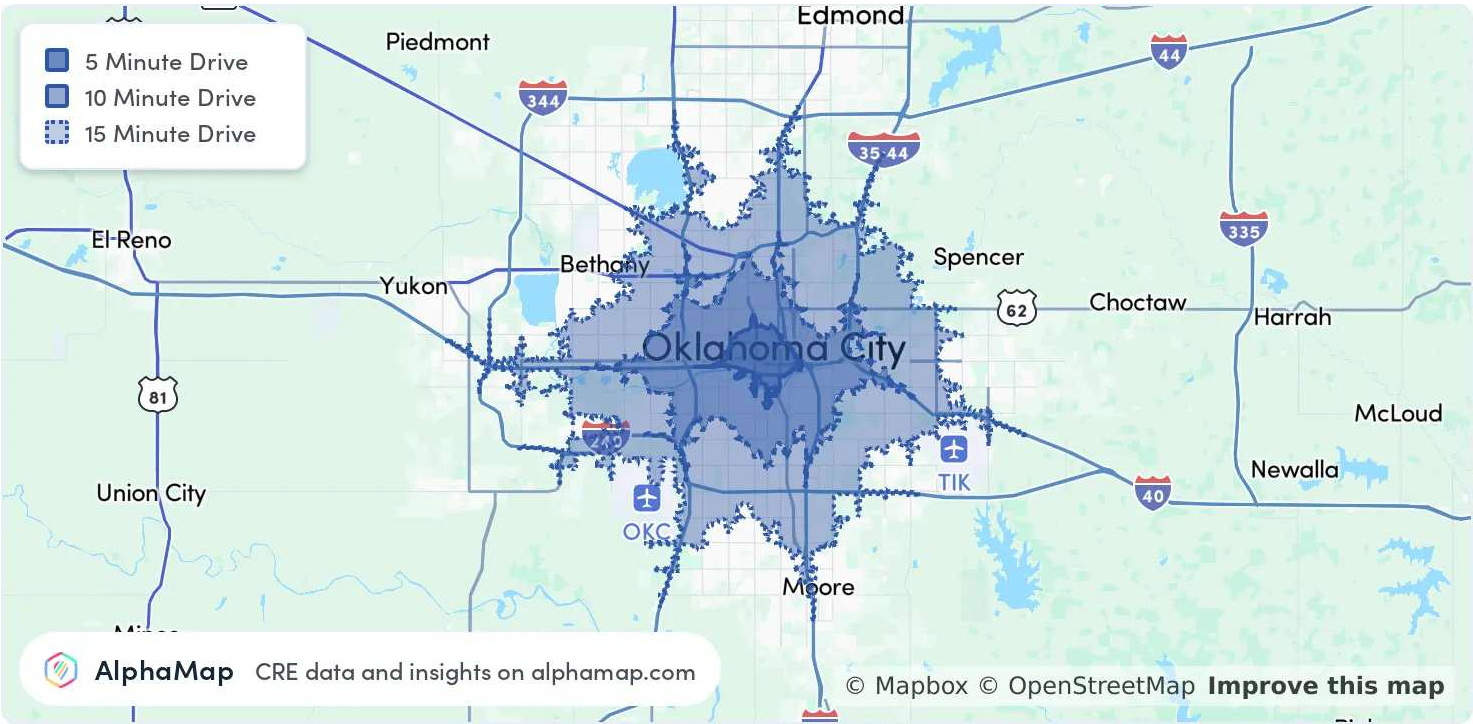 Edmond
Piedmont
5 Minute Drive
10 Minute Drive
15 Minute Drive
44
344
35·44
El Reno
335
Bethany
Spencer
Yukon
62
Choctaw
Harrah
Oklahoma City
81
McLoud
240
TIK
Newalla
Union City
40
OKC
Moore
AlphaMap CRE data and insights on alphamap.com
© Mapbox © OpenStreetMap Improve this map